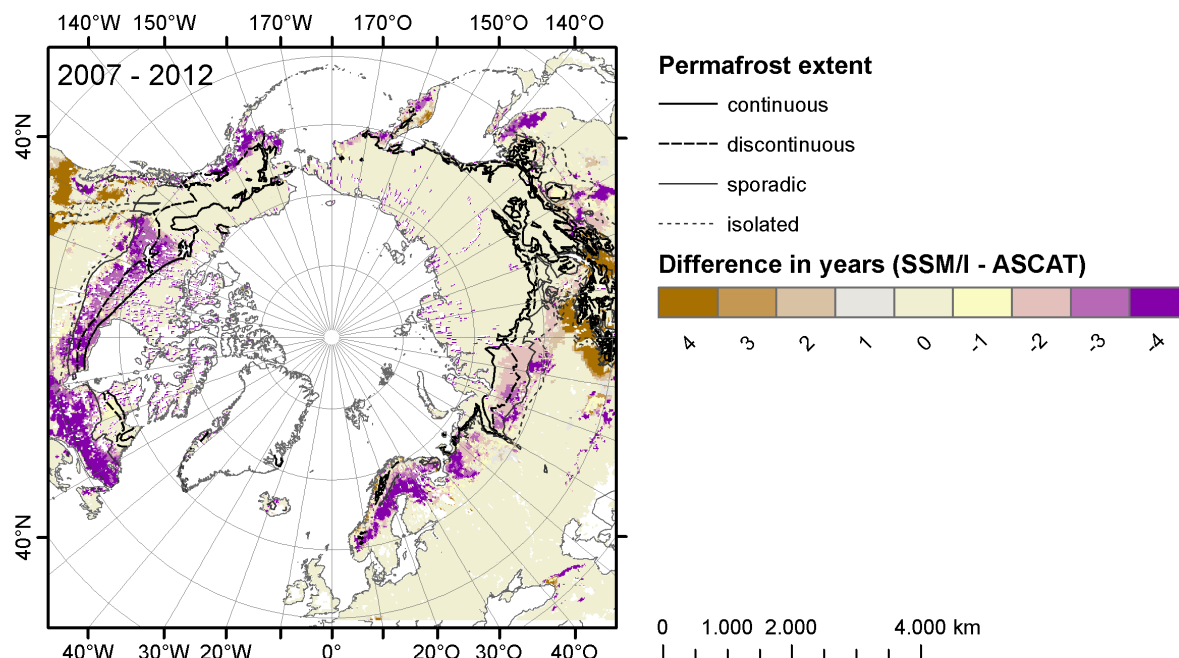 140°W 150°W 170°W 170°O 150°O 140°O
2007 - 2012
40°N
40°N
40°W 30°W 20°W 0° 20°O 30°O 40°O
Permafrost extent
continuous
discontinuous
sporadic
isolated
Difference in years (SSM/I - ASCAT)
4 3 2 1 0 -1 -2 -3 -4
0 1.000 2.000 4.000 km